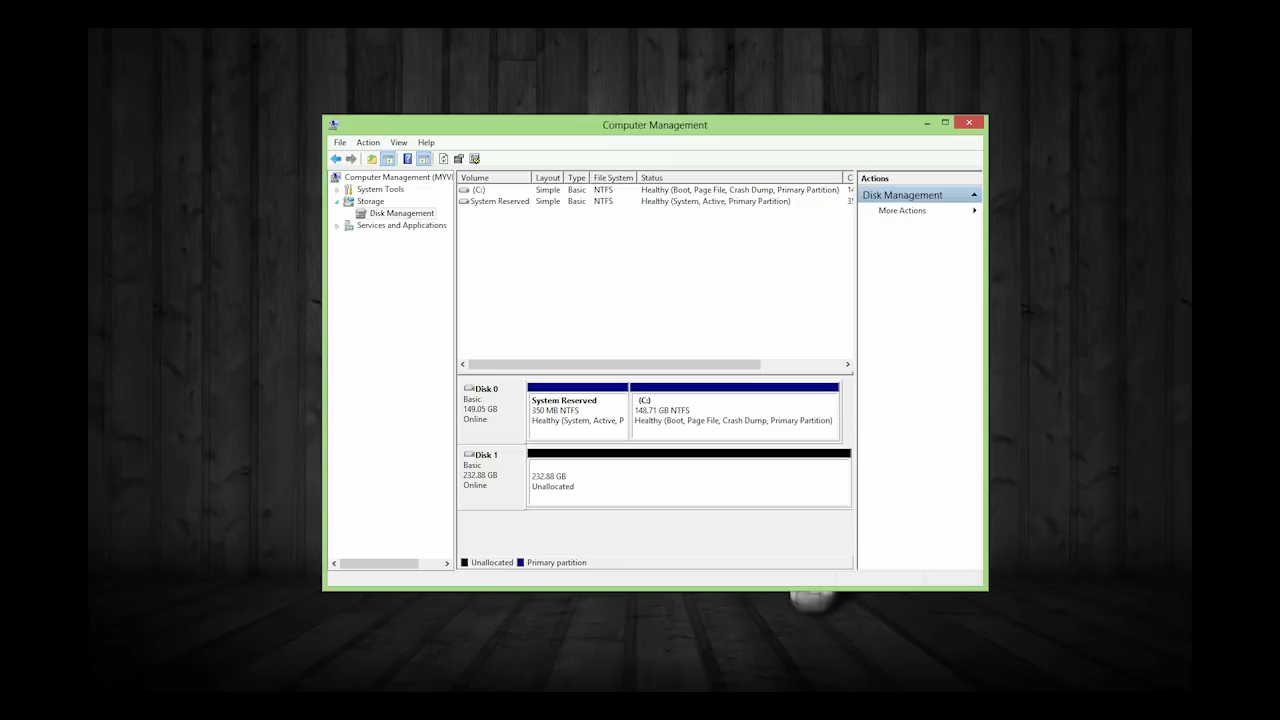 Computer Management
File Action View Help
Computer Management (MYVI
System Tools
Storage
Disk Management
Services and Applications
Volume Layout Type File System Status C
(C:) Simple Basic NTFS Healthy (Boot, Page File, Crash Dump, Primary Partition) 14
System Reserved Simple Basic NTFS Healthy (System, Active, Primary Partition) 35
Disk 0
Basic
149.05 GB
Online
System Reserved
350 MB NTFS
Healthy (System, Active, P
(C:)
148.71 GB NTFS
Healthy (Boot, Page File, Crash Dump, Primary Partition)
Disk 1
Basic
232.88 GB
Online
232.88 GB
Unallocated
Unallocated Primary partition
Actions
Disk Management
More Actions